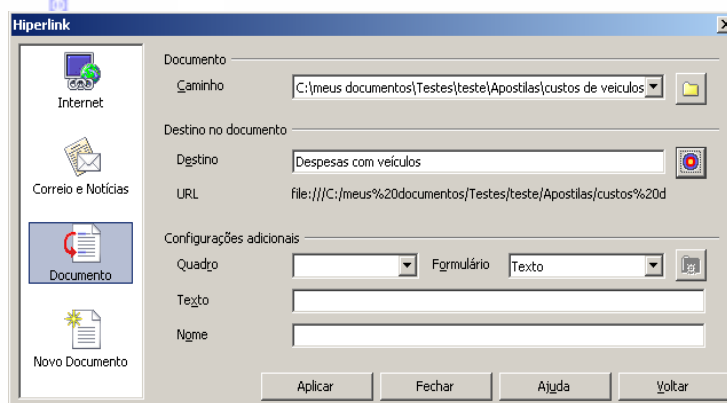 Hiperlink
Internet
Correio e Notícias
Documento
Novo Documento
Documento
Caminho
C:\meus documentos\Testes\teste\Apostilas\custos de veiculos
Destino no documento
Destino
Despesas com veículos
URL
file:///C:/meus%20documentos/Testes/teste/Apostilas/custos%20d
Configurações adicionais
Quadro
Formulário
Texto
Texto
Nome
Aplicar
Fechar
Ajuda
Voltar